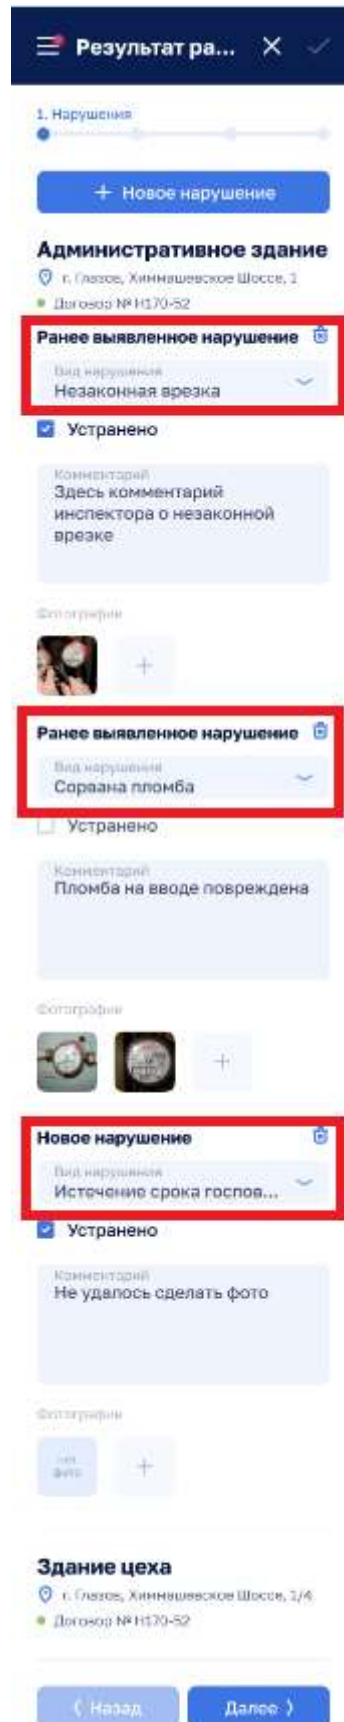 Результат ра...
1. Нарушения
+ Новое нарушение
Административное здание
г. Глазов, Химмашевское Шоссе, 1
Договор № Н170-52
Ранее выявленное нарушение
Вид нарушения
Незаконная врезка
Устранено
Комментарий
Здесь комментарий
инспектора о незаконной
врезке
Фотографии
+
Ранее выявленное нарушение
Вид нарушения
Сорвана пломба
Устранено
Комментарий
Пломба на вводе повреждена
Фотографии
+
Новое нарушение
Вид нарушения
Истечение срока госпов...
Устранено
Комментарий
Не удалось сделать фото
Фотографии
нет
фото
+
Здание цеха
г. Глазов, Химмашевское Шоссе, 1/4
Договор № Н170-52
Назад
Далее